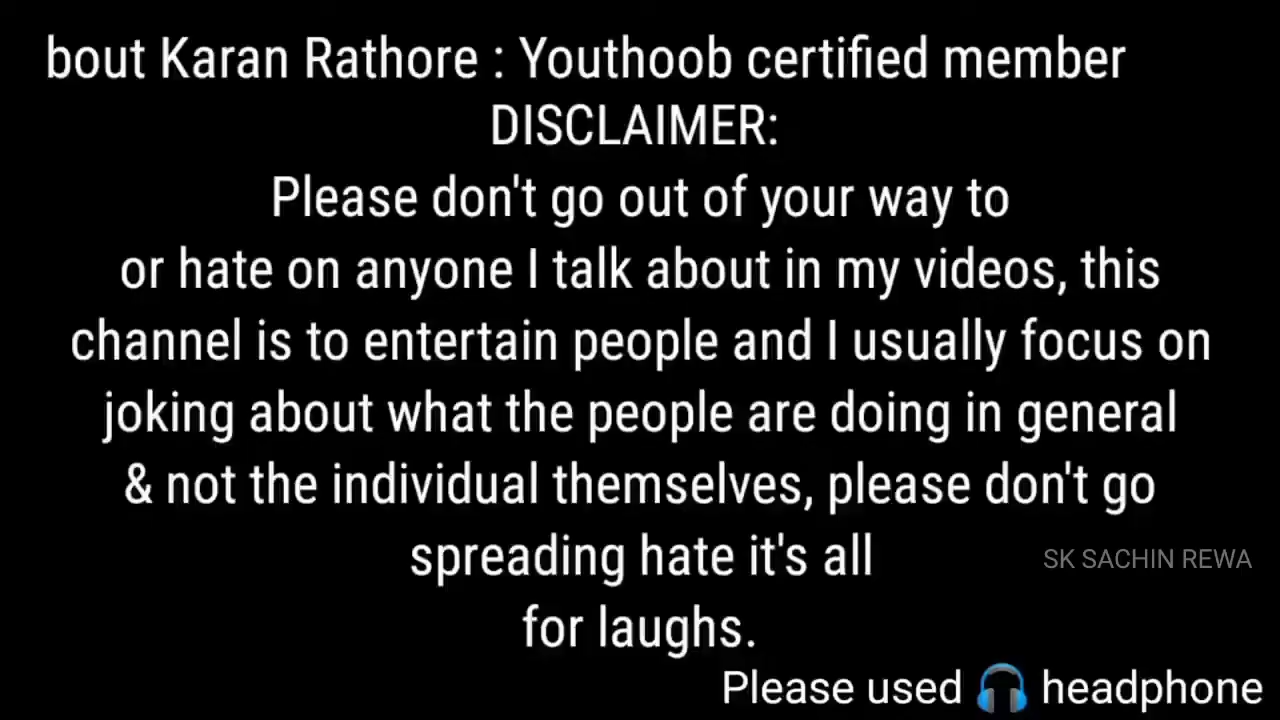 bout Karan Rathore : Youthoob certified member
DISCLAIMER:
Please don't go out of your way to
or hate on anyone I talk about in my videos, this
channel is to entertain people and I usually focus on
joking about what the people are doing in general
& not the individual themselves, please don't go
spreading hate it's all
SK SACHIN REWA
for laughs.
Please used 🎧 headphone